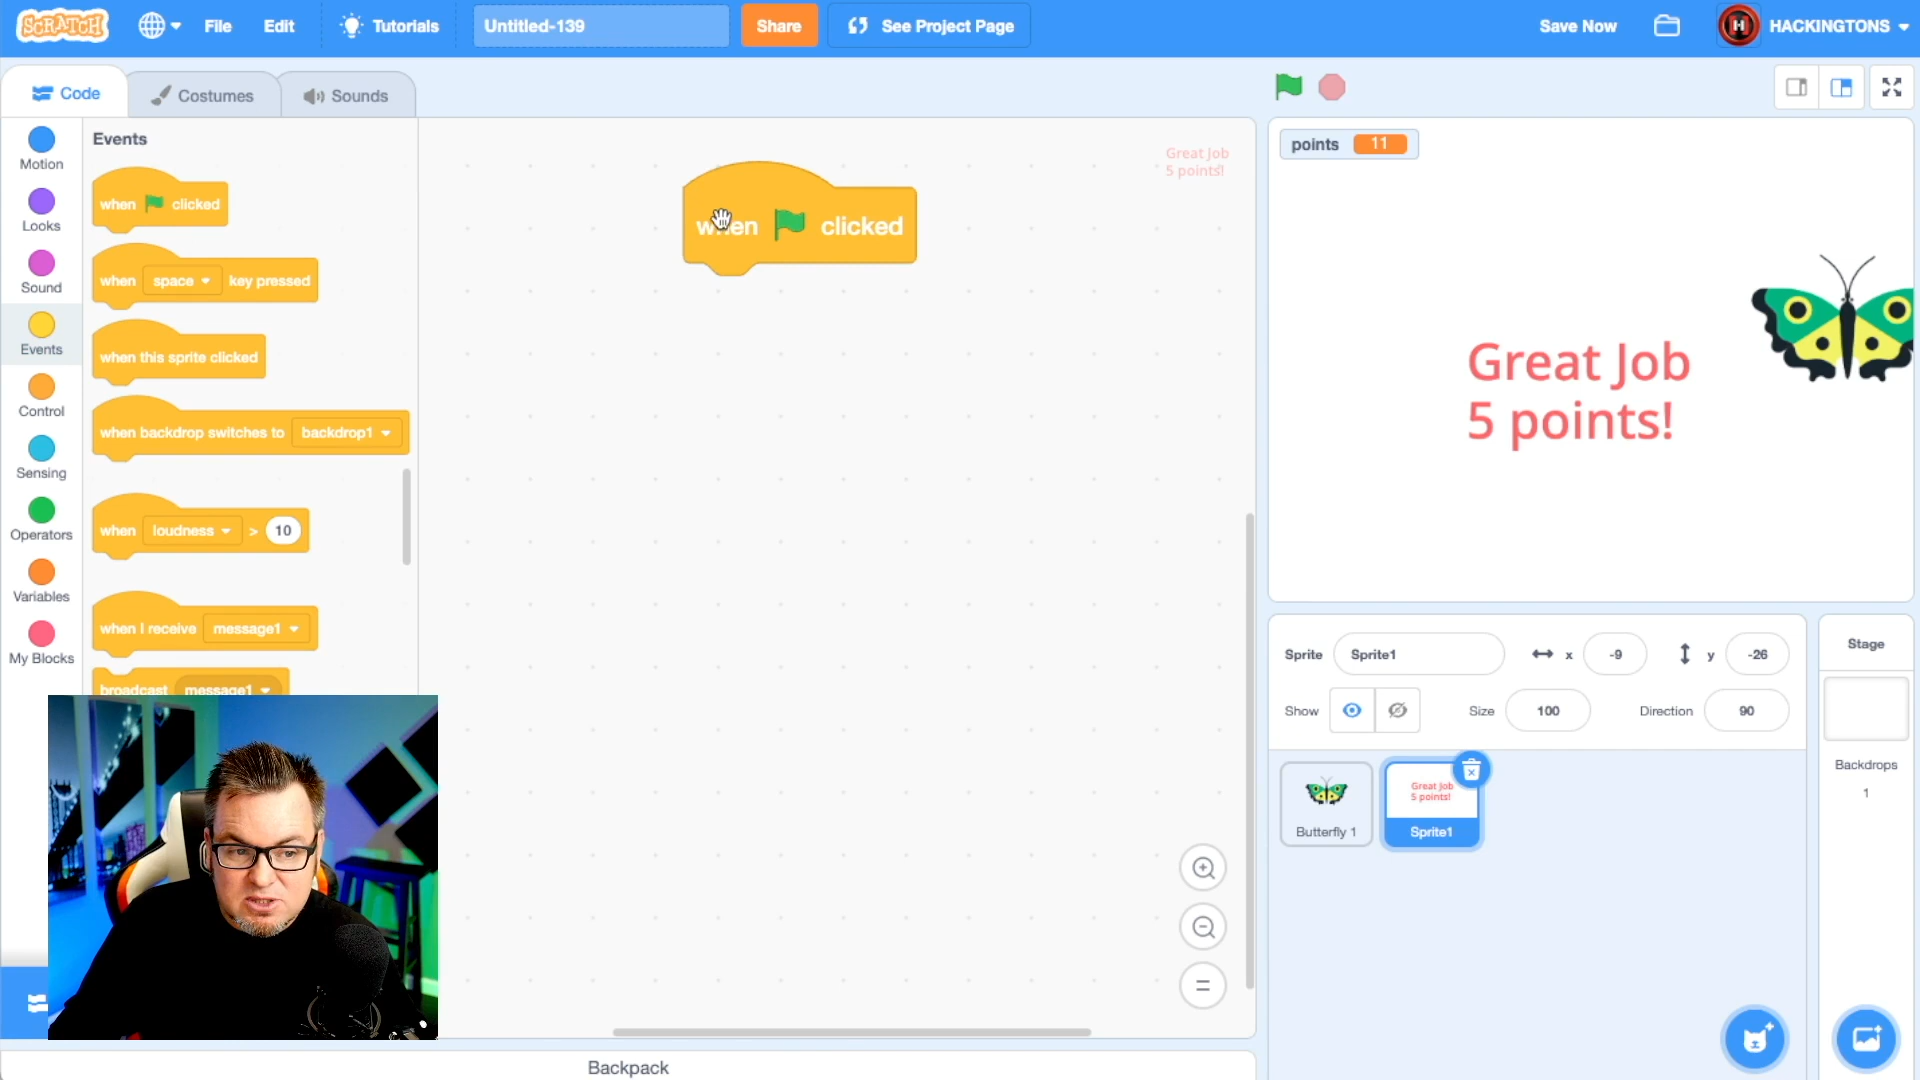 SCRATCH
File
Edit
Tutorials
Untitled-139
Share
See Project Page
Save Now
H
HACKINGTONS
Code
Costumes
Sounds
Motion
Looks
Sound
Events
Control
Sensing
Operators
Variables
My Blocks
Events
when clicked
when space key pressed
when this sprite clicked
when backdrop switches to backdrop1
when loudness > 10
when I receive message1
broadcast message1
when clicked
Great Job
5 points!
points 11
Great Job
5 points!
Sprite Sprite1 x -9 y -26
Show Size 100 Direction 90
Butterfly 1
Great Job
5 points!
Sprite1
Stage
Backdrops
1
Backpack